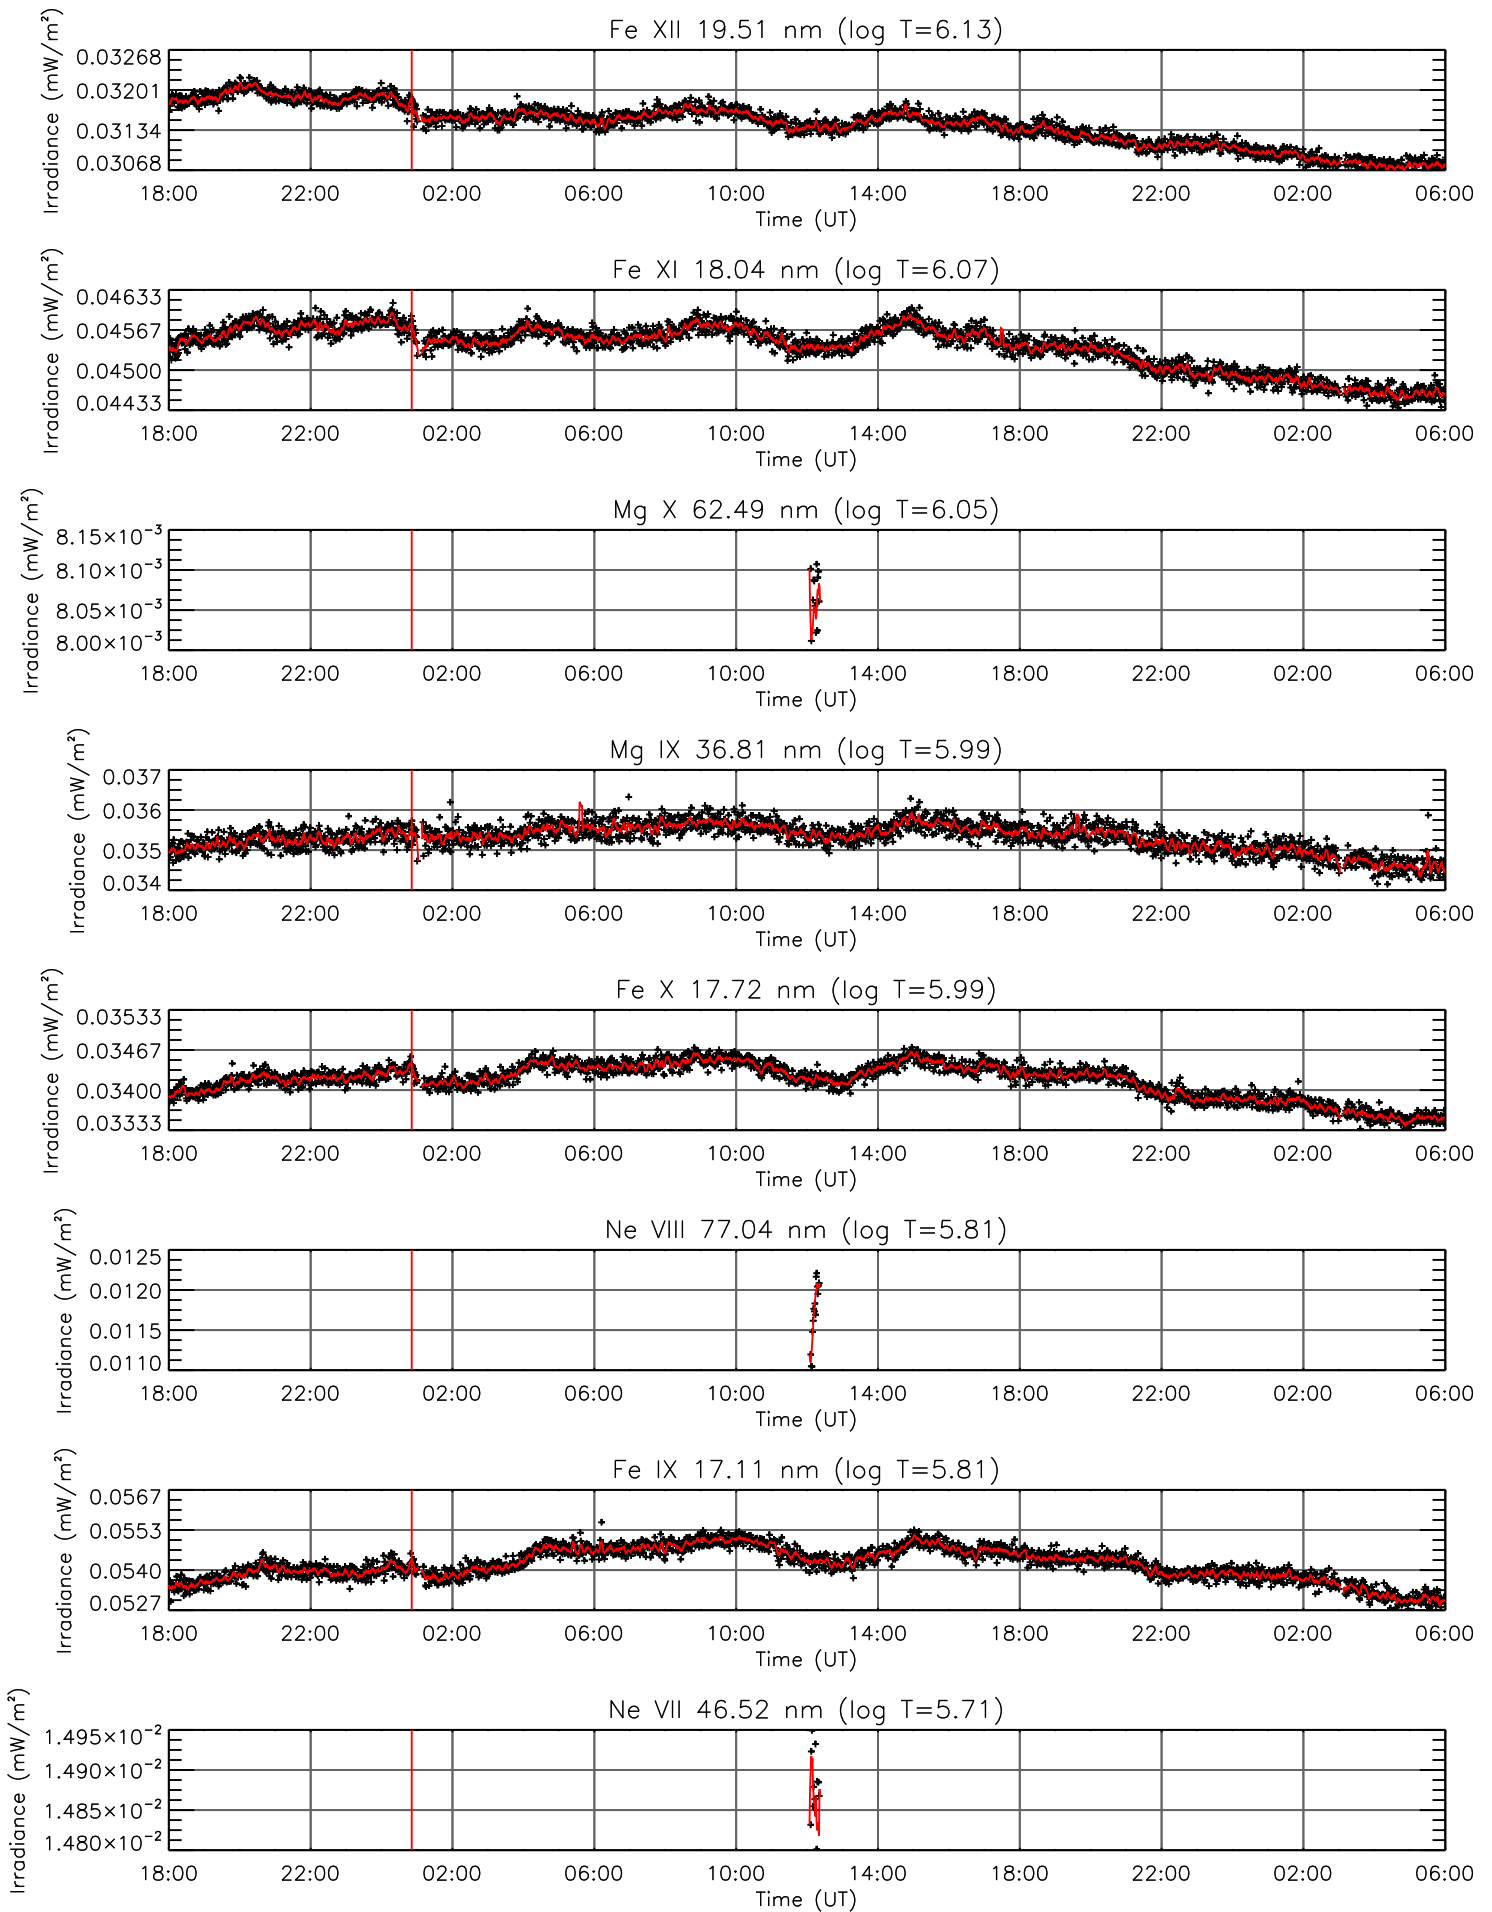 Fe XII 19.51 nm (log T=6.13)
Irradiance (mW/m²)
0.03268
0.03201
0.03134
0.03068
18:00 22:00 02:00 06:00 10:00 14:00 18:00 22:00 02:00 06:00
Time (UT)
Fe XI 18.04 nm (log T=6.07)
Irradiance (mW/m²)
0.04633
0.04567
0.04500
0.04433
18:00 22:00 02:00 06:00 10:00 14:00 18:00 22:00 02:00 06:00
Time (UT)
Mg X 62.49 nm (log T=6.05)
Irradiance (mW/m²)
8.15×10⁻³
8.10×10⁻³
8.05×10⁻³
8.00×10⁻³
18:00 22:00 02:00 06:00 10:00 14:00 18:00 22:00 02:00 06:00
Time (UT)
Mg IX 36.81 nm (log T=5.99)
Irradiance (mW/m²)
0.037
0.036
0.035
0.034
18:00 22:00 02:00 06:00 10:00 14:00 18:00 22:00 02:00 06:00
Time (UT)
Fe X 17.72 nm (log T=5.99)
Irradiance (mW/m²)
0.03533
0.03467
0.03400
0.03333
18:00 22:00 02:00 06:00 10:00 14:00 18:00 22:00 02:00 06:00
Time (UT)
Ne VIII 77.04 nm (log T=5.81)
Irradiance (mW/m²)
0.0125
0.0120
0.0115
0.0110
18:00 22:00 02:00 06:00 10:00 14:00 18:00 22:00 02:00 06:00
Time (UT)
Fe IX 17.11 nm (log T=5.81)
Irradiance (mW/m²)
0.0567
0.0553
0.0540
0.0527
18:00 22:00 02:00 06:00 10:00 14:00 18:00 22:00 02:00 06:00
Time (UT)
Ne VII 46.52 nm (log T=5.71)
Irradiance (mW/m²)
1.495×10⁻²
1.490×10⁻²
1.485×10⁻²
1.480×10⁻²
18:00 22:00 02:00 06:00 10:00 14:00 18:00 22:00 02:00 06:00
Time (UT)